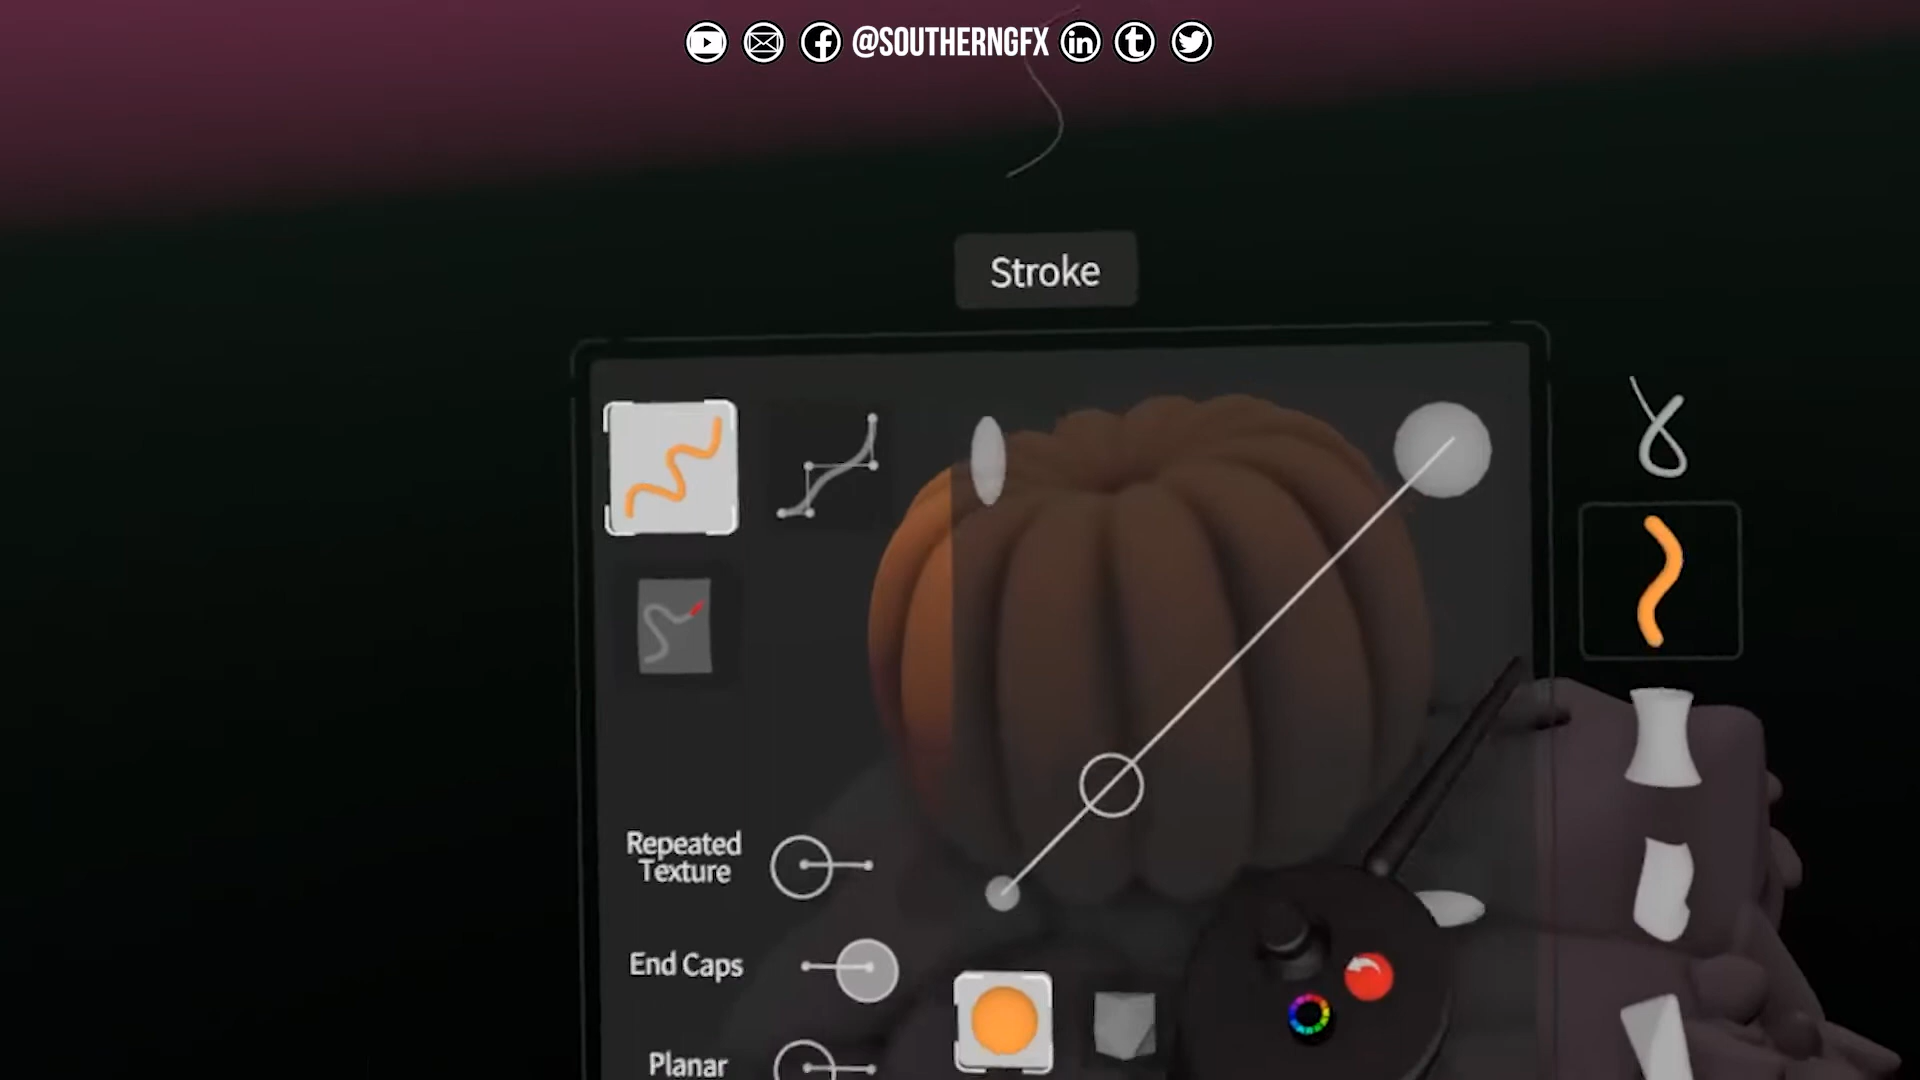 @SOUTHERNGFX
Stroke
Repeated
Texture
End Caps
Planar